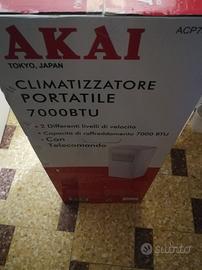 AKAI
ACP7
TOKYO, JAPAN
CLIMATIZZATORE
PORTATILE
7000BTU
• 2 Differenti livelli di velocità
• Capacità di raffreddamento 7000 BTU
• Con
Telecomando
subito